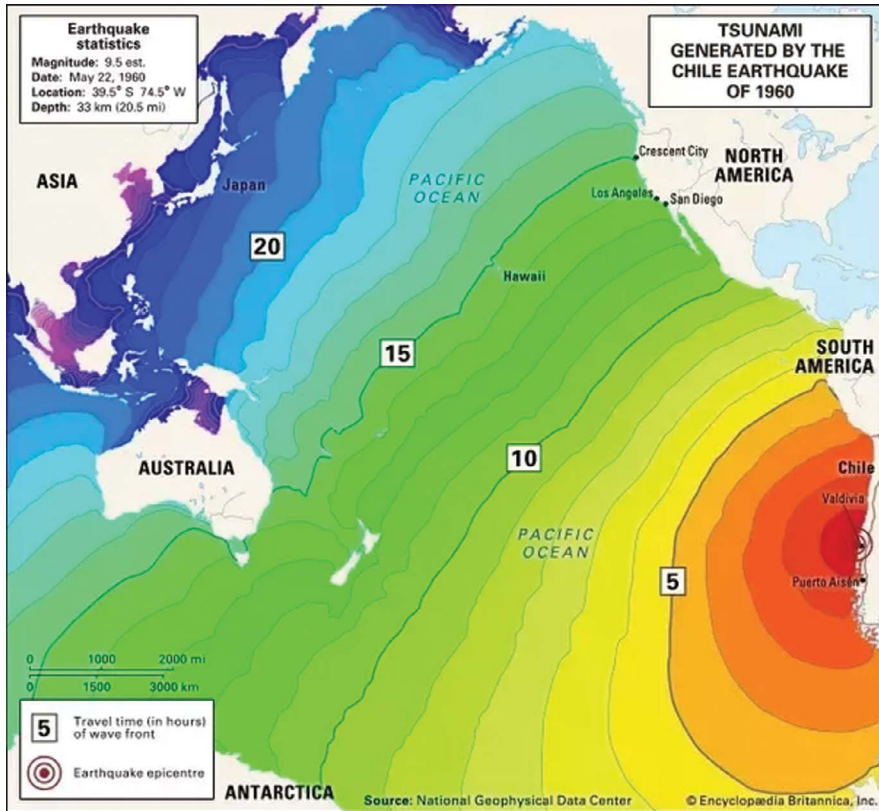 Earthquake
statistics
Magnitude: 9.5 est.
Date: May 22, 1960
Location: 39.5° S 74.5° W
Depth: 33 km (20.5 mi)
TSUNAMI
GENERATED BY THE
CHILE EARTHQUAKE
OF 1960
ASIA
Japan
PACIFIC
OCEAN
Crescent City
NORTH
AMERICA
Los Angeles
San Diego
20
Hawaii
15
SOUTH
AMERICA
10
AUSTRALIA
Chile
Valdivia
PACIFIC
OCEAN
5
Puerto Aisén
0 1000 2000 mi
0 1500 3000 km
5 Travel time (in hours)
of wave front
Earthquake epicentre
ANTARCTICA
Source: National Geophysical Data Center
© Encyclopædia Britannica, Inc.